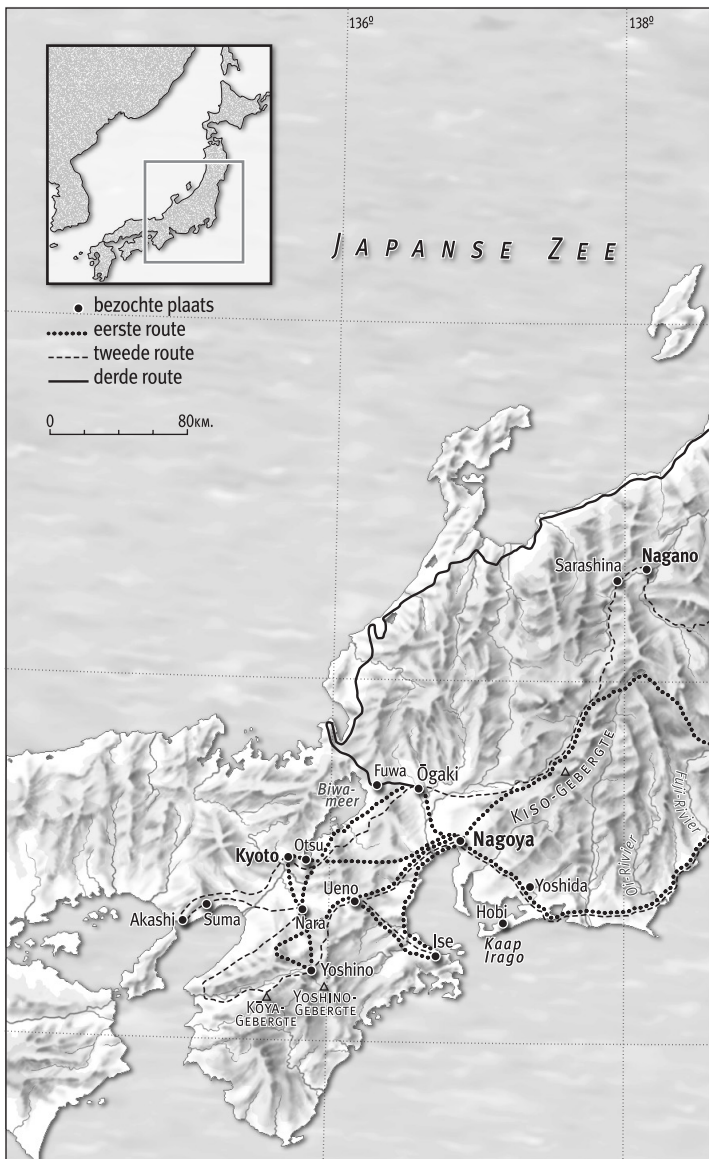 136º
138º
JAPANSE ZEE
bezochte plaats
eerste route
tweede route
derde route
0
80KM.
Sarashina
Nagano
Fuji-Rivier
KISO-GEBERGTE
Fuwa
Ōgaki
Biwa-
meer
Nagoya
Kyoto
Otsu
Oi-Rivier
Yoshida
Ueno
Akashi
Suma
Nara
Hobi
Kaap
Irago
Ise
Yoshino
KOYA-
GEBERGTE
YOSHINO-
GEBERGTE